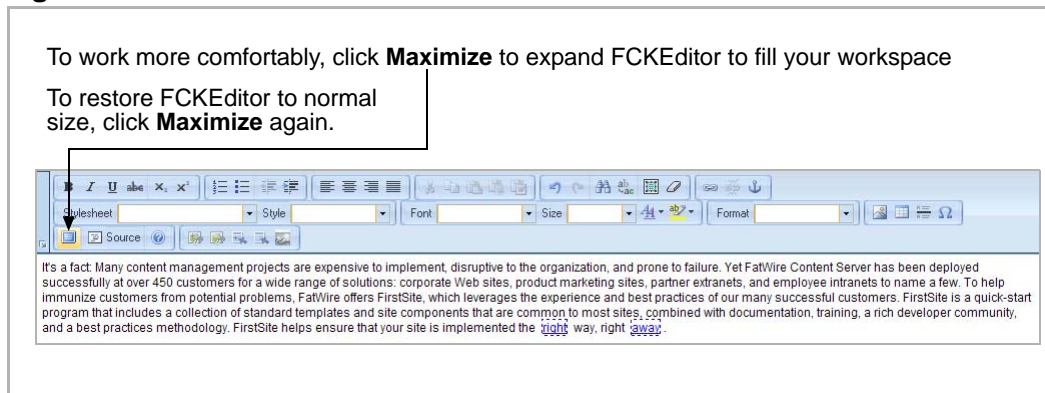 To work more comfortably, click Maximize to expand FCKEditor to fill your workspace
To restore FCKEditor to normal
size, click Maximize again.
B I U abc x₂ x²
Stylesheet Style Font Size Format
Source
It's a fact: Many content management projects are expensive to implement, disruptive to the organization, and prone to failure. Yet FatWire Content Server has been deployed
successfully at over 450 customers for a wide range of solutions: corporate Web sites, product marketing sites, partner extranets, and employee intranets to name a few. To help
immunize customers from potential problems, FatWire offers FirstSite, which leverages the experience and best practices of our many successful customers. FirstSite is a quick-start
program that includes a collection of standard templates and site components that are common to most sites, combined with documentation, training, a rich developer community,
and a best practices methodology. FirstSite helps ensure that your site is implemented the right way, right away.